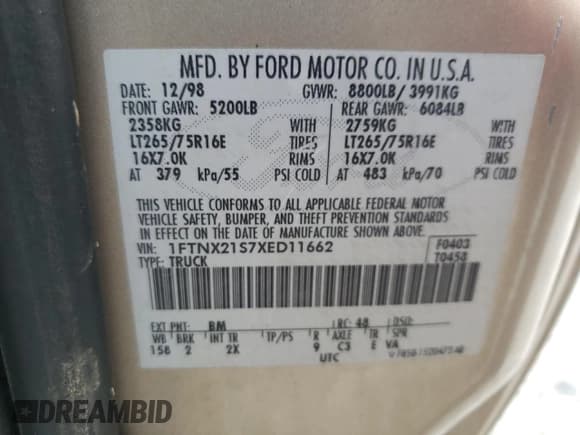 MFD. BY FORD MOTOR CO. IN U.S.A.
DATE: 12/98 GVWR: 8800LB/ 3991KG
FRONT GAWR: 5200LB REAR GAWR: 6084LB
2358KG WITH 2759KG WITH
LT265/75R16E TIRES LT265/75R16E TIRES
16X7.0K RIMS 16X7.0K RIMS
AT 379 kPa/55 PSI COLD AT 483 kPa/70 PSI COLD
THIS VEHICLE CONFORMS TO ALL APPLICABLE FEDERAL MOTOR
VEHICLE SAFETY, BUMPER, AND THEFT PREVENTION STANDARDS
IN EFFECT ON THE DATE OF MANUFACTURE SHOWN ABOVE.
VIN: 1FTNX21S7XED11662 F0403
TYPE: TRUCK T0458
EXT PNT: BM RC: 48 DSO:
WB BRK INT TR TP/PS R AXLE TR SPR
158 2 2X 9 C3 E VA
UTC
DREAMBID